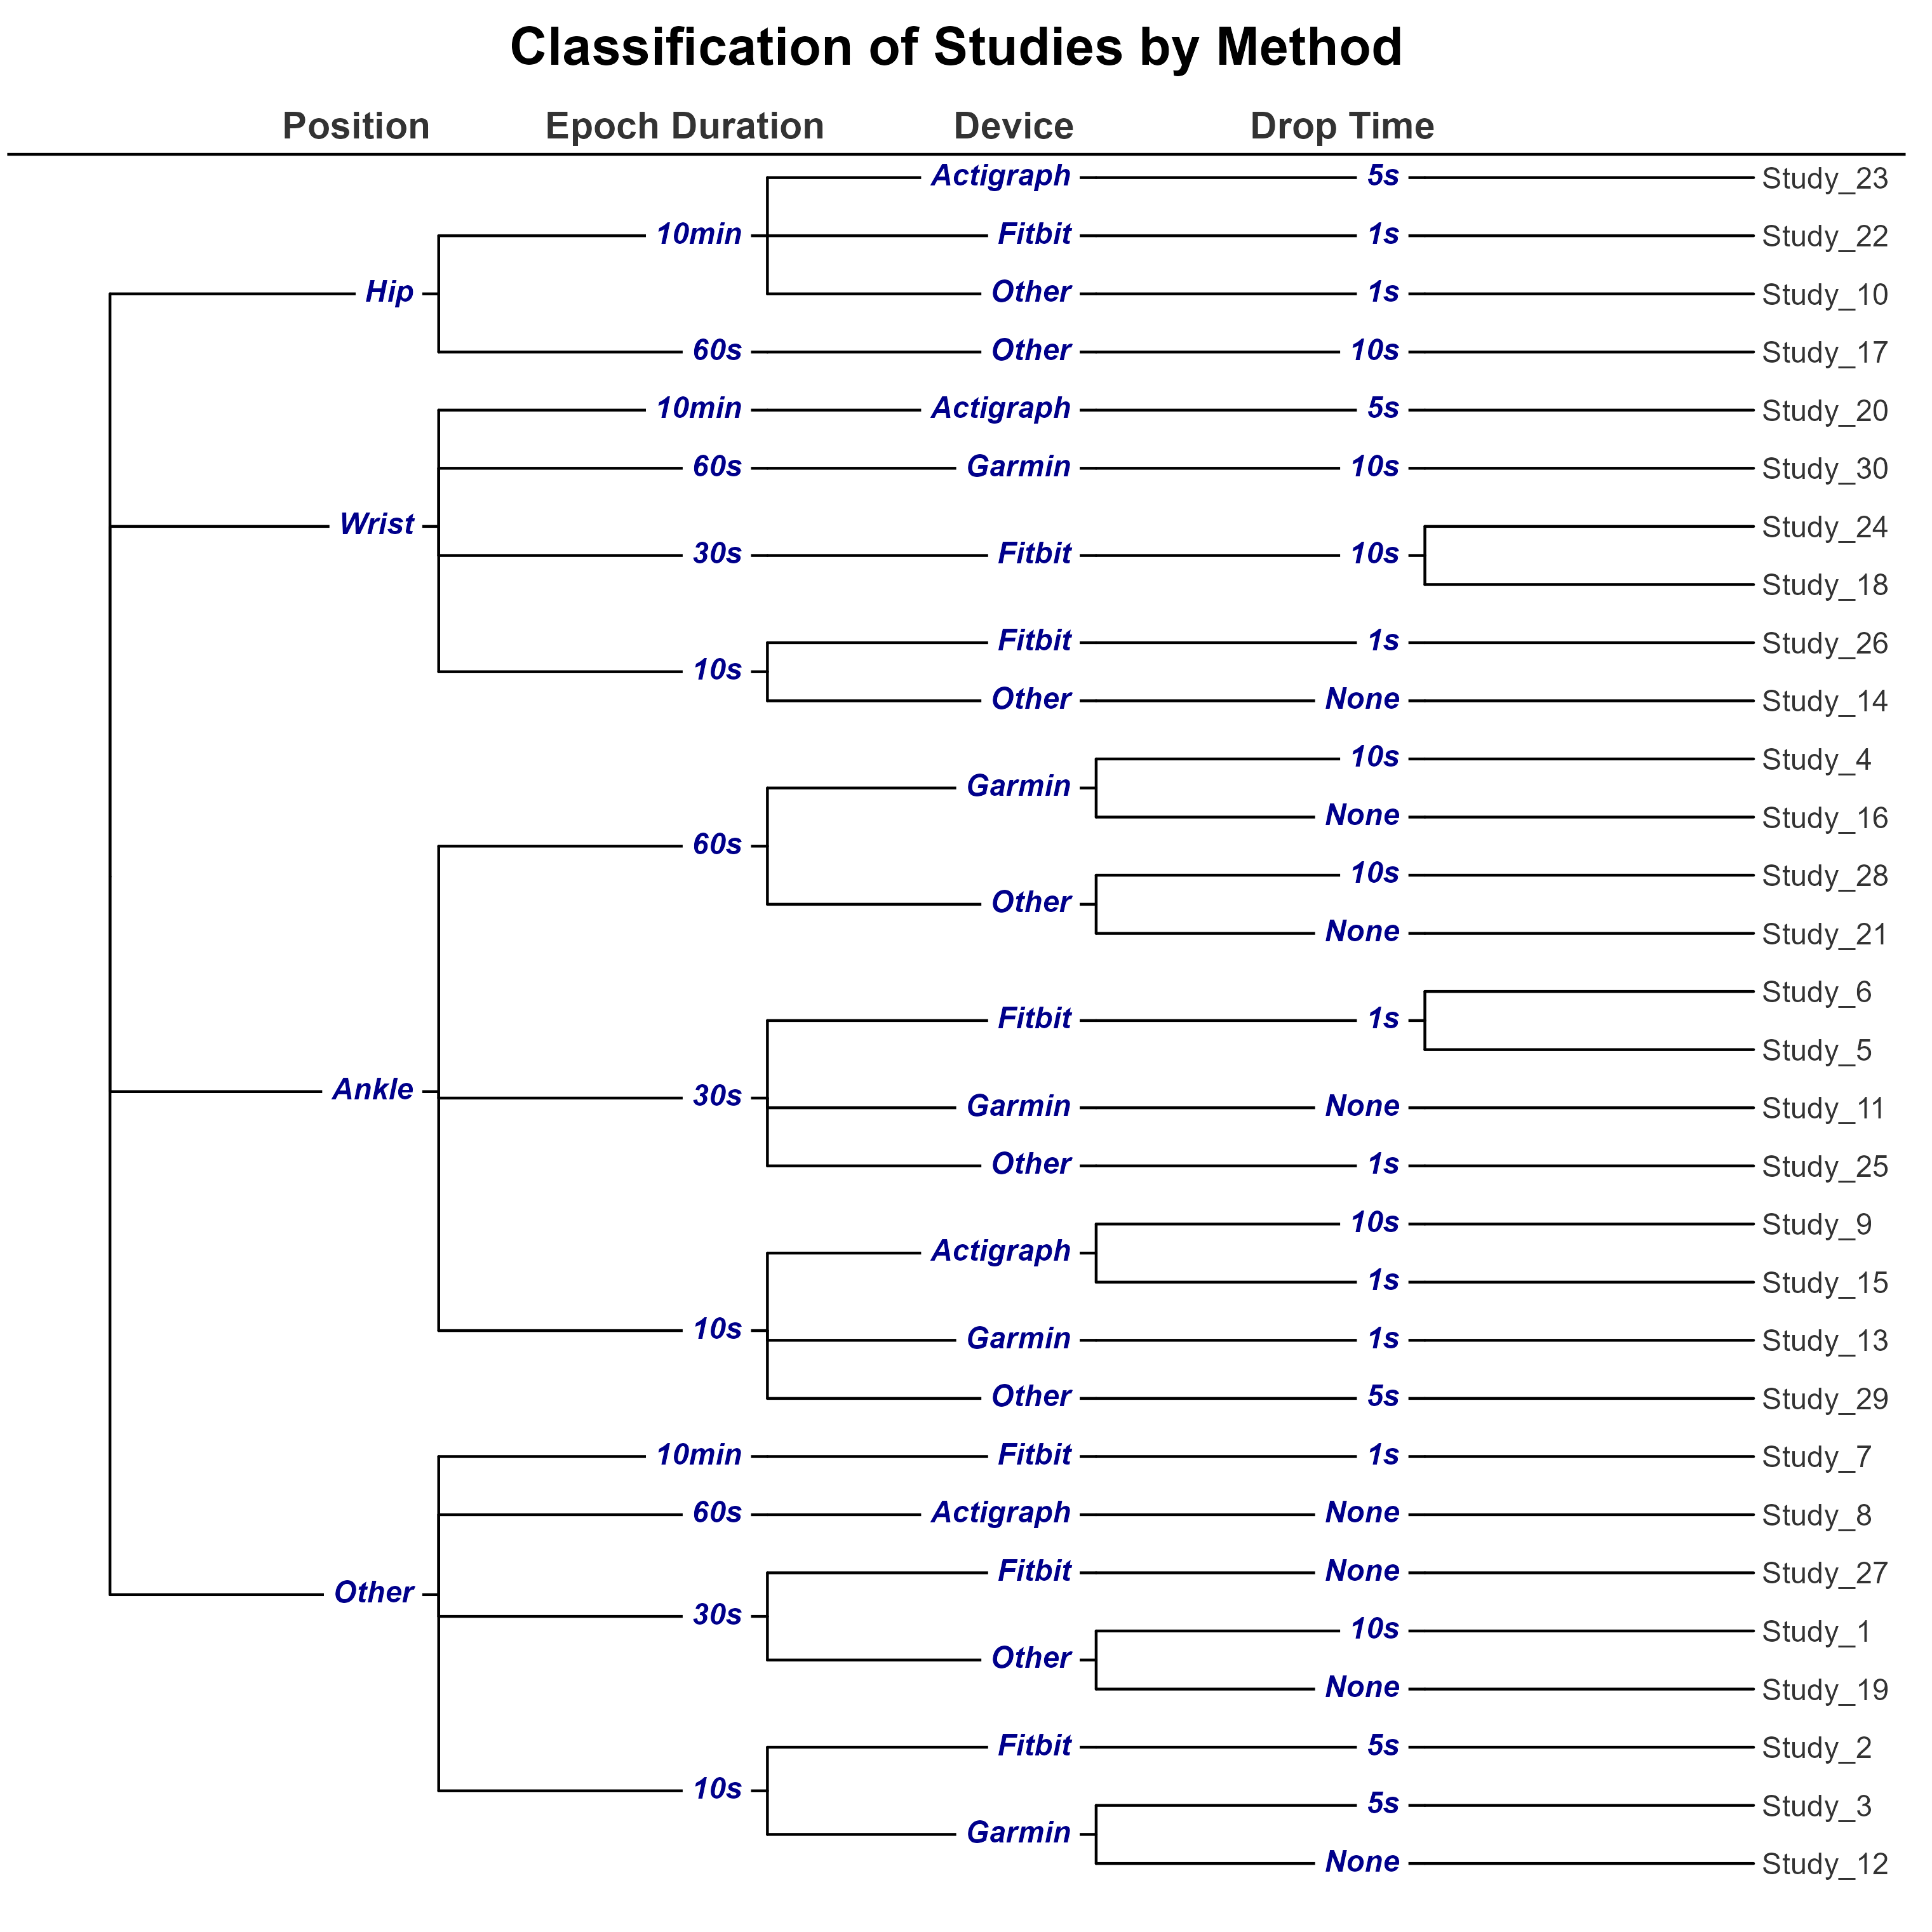 Classification of Studies by Method
Position Epoch Duration Device Drop Time
Actigraph 5s Study_23
10min Fitbit 1s Study_22
Hip Other 1s Study_10
60s Other 10s Study_17
10min Actigraph 5s Study_20
60s Garmin 10s Study_30
Wrist Study_24
30s Fitbit 10s
Study_18
Fitbit 1s Study_26
10s
Other None Study_14
10s Study_4
Garmin
None Study_16
60s
10s Study_28
Other
None Study_21
Study_6
Fitbit 1s
Study_5
Ankle
30s
Garmin None Study_11
Other 1s Study_25
10s Study_9
Actigraph
1s Study_15
10s
Garmin 1s Study_13
Other 5s Study_29
10min Fitbit 1s Study_7
60s Actigraph None Study_8
Fitbit None Study_27
Other
30s
10s Study_1
Other
None Study_19
Fitbit 5s Study_2
10s
5s Study_3
Garmin
None Study_12